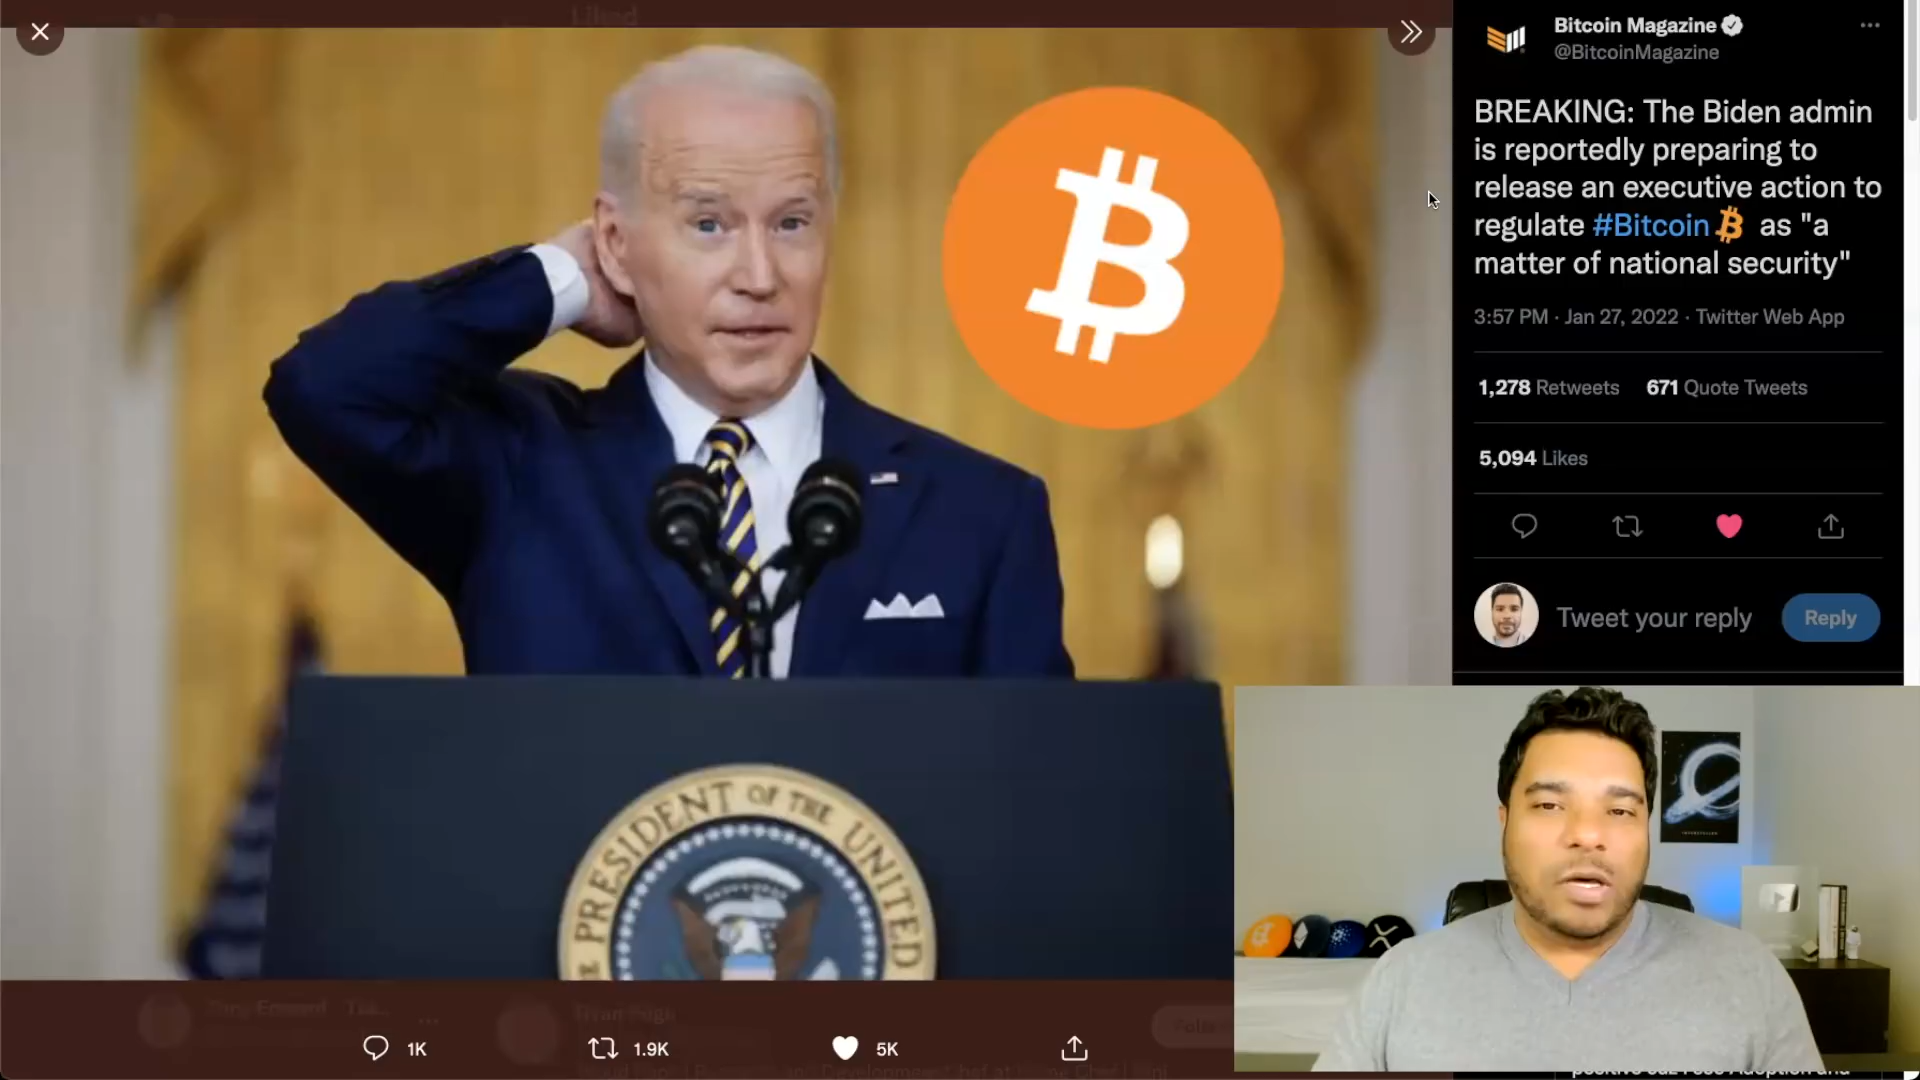 Liked
Bitcoin Magazine
@BitcoinMagazine
BREAKING: The Biden admin
is reportedly preparing to
release an executive action to
regulate #Bitcoin as "a
matter of national security"
3:57 PM · Jan 27, 2022 · Twitter Web App
1,278 Retweets 671 Quote Tweets
5,094 Likes
Tweet your reply
Reply
PRESIDENT OF THE UNITED
1K
1.9K
5K